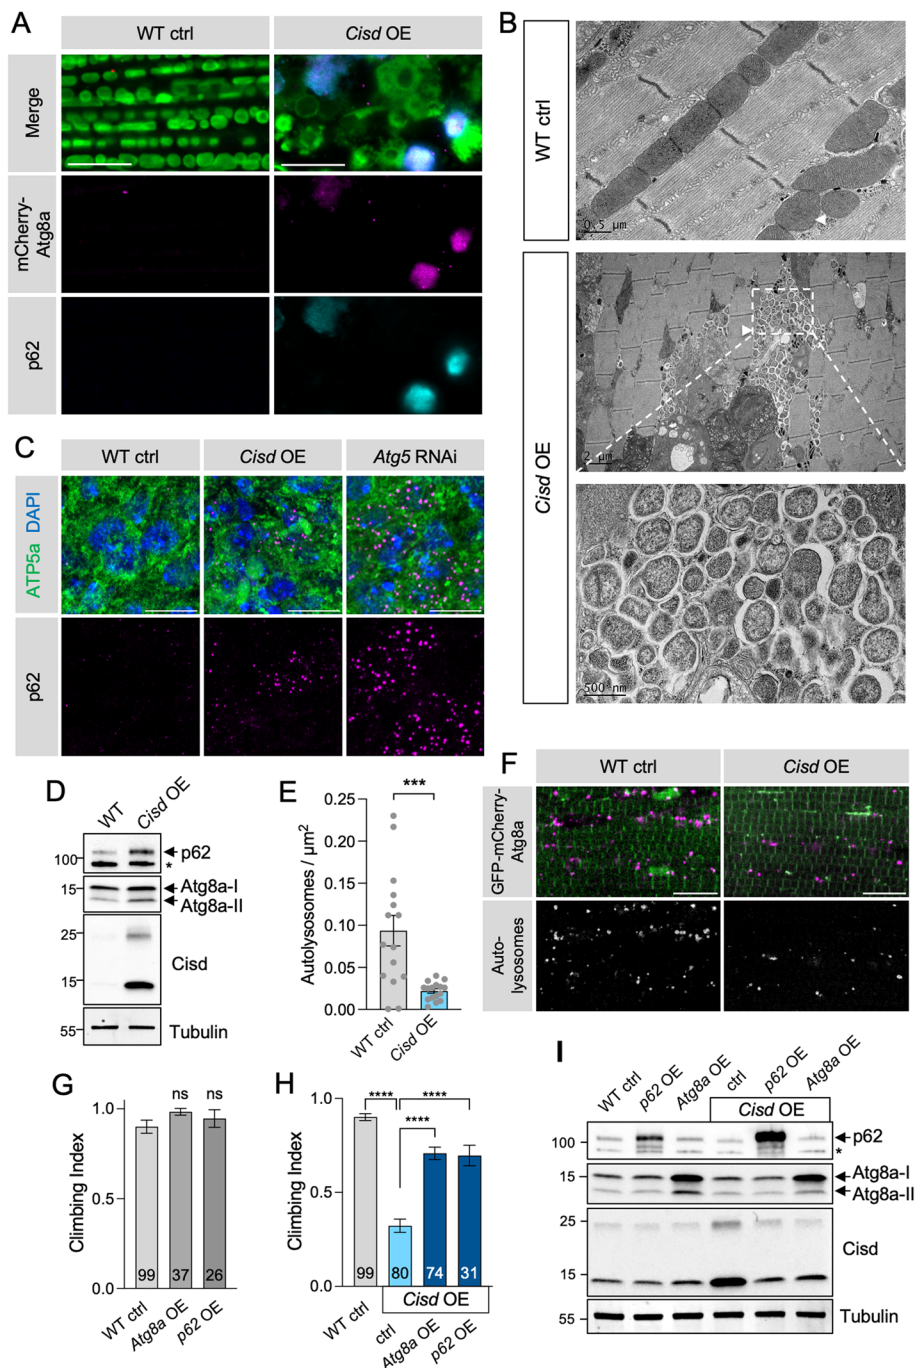 A
WT ctrl
Cisd OE
Merge
mCherry-
Atg8a
p62
B
WT ctrl
0.5 µm
Cisd OE
2 µm
500 nm
C
WT ctrl
Cisd OE
Atg5 RNAi
ATP5a DAPI
p62
D
WT
Cisd OE
100
p62
*
15
Atg8a-I
Atg8a-II
25
15
Cisd
55
Tubulin
E
***
Autolysosomes / µm²
0.25
0.20
0.15
0.10
0.05
0.00
WT ctrl
Cisd OE
F
WT ctrl
Cisd OE
GFP-mCherry-
Atg8a
Auto-
lysosomes
G
ns
ns
Climbing Index
1.0
0.5
0.0
99
37
26
WT ctrl
Atg8a OE
p62 OE
H
****
****
****
Climbing Index
1.0
0.5
0.0
99
80
74
31
WT ctrl
ctrl
Atg8a OE
p62 OE
Cisd OE
I
WT ctrl
p62 OE
Atg8a OE
ctrl
p62 OE
Atg8a OE
Cisd OE
100
p62
*
15
Atg8a-I
Atg8a-II
25
15
Cisd
55
Tubulin